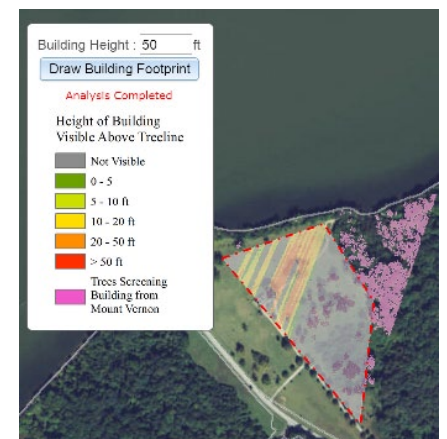 Building Height : 50 ft
Draw Building Footprint
Analysis Completed
Height of Building
Visible Above Treeline
Not Visible
0 - 5
5 - 10 ft
10 - 20 ft
20 - 50 ft
> 50 ft
Trees Screening
Building from
Mount Vernon